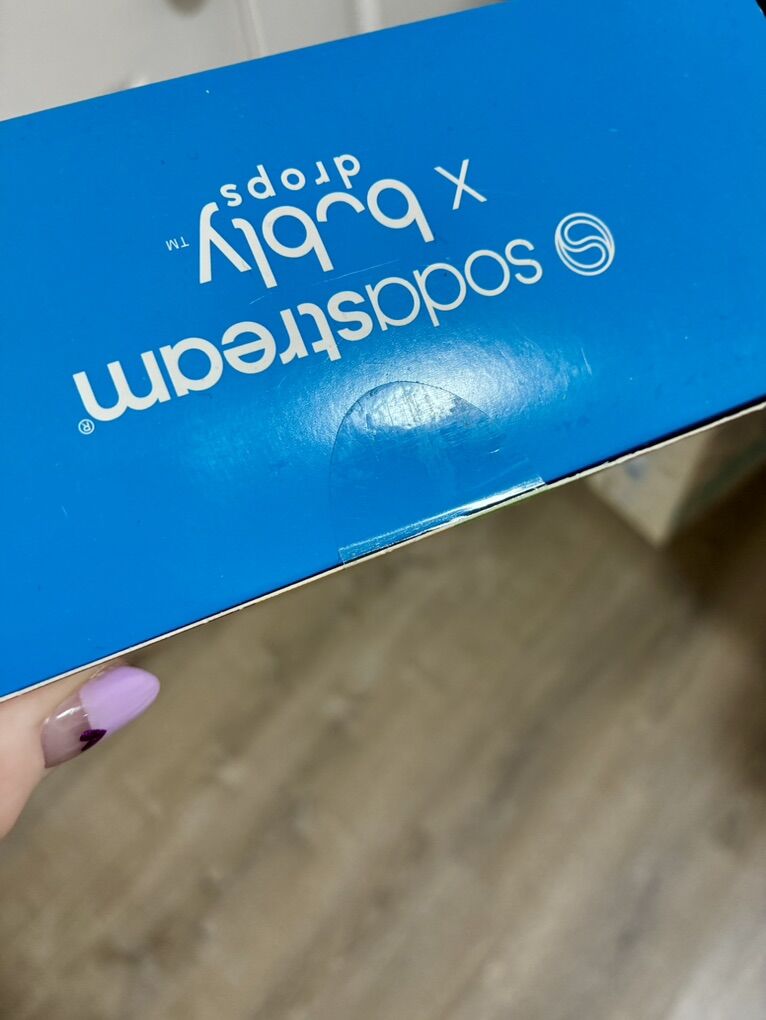 sodastream®
x bubly™
drops